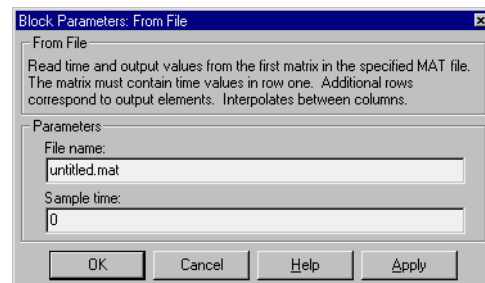 Block Parameters: From File
From File
Read time and output values from the first matrix in the specified MAT file.
The matrix must contain time values in row one. Additional rows
correspond to output elements. Interpolates between columns.
Parameters
File name:
untitled.mat
Sample time:
0
OK Cancel Help Apply